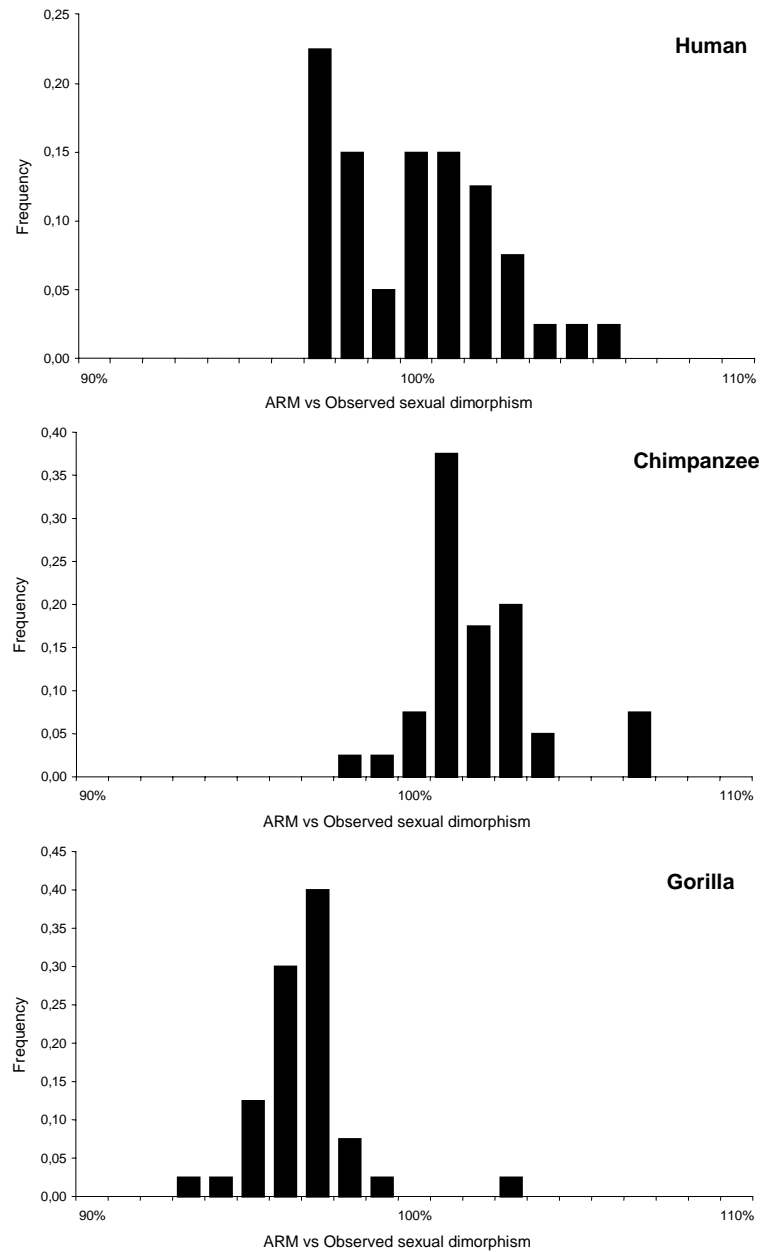 Human
0,25
0,20
0,15
0,10
0,05
0,00
Frequency
90% 100% 110%
ARM vs Observed sexual dimorphism
Chimpanzee
0,40
0,35
0,30
0,25
0,20
0,15
0,10
0,05
0,00
Frequency
90% 100% 110%
ARM vs Observed sexual dimorphism
Gorilla
0,45
0,40
0,35
0,30
0,25
0,20
0,15
0,10
0,05
0,00
Frequency
90% 100% 110%
ARM vs Observed sexual dimorphism